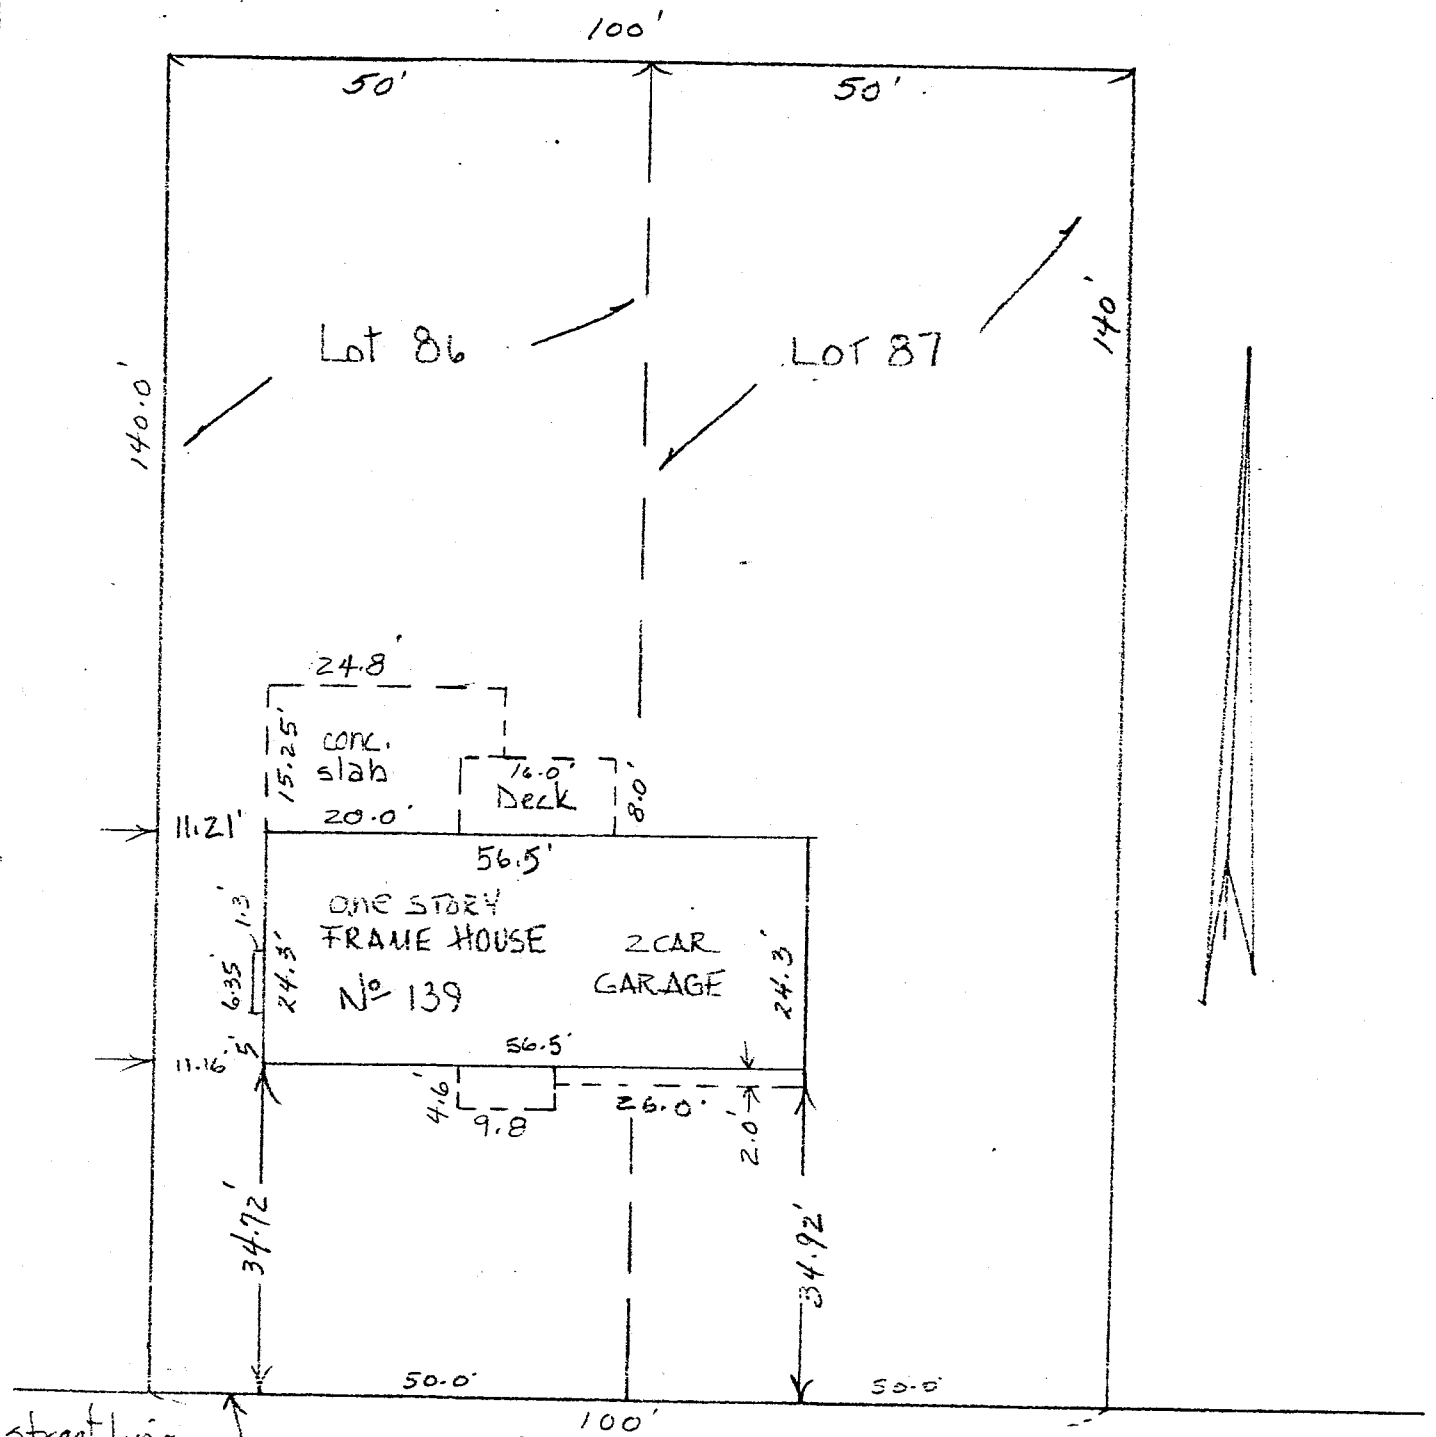 100'
50'
50'
Lot 86
LOT 87
140.0'
140'
24.8'
15.25'
conc.
slab
16.0'
Deck
8.0'
20.0'
11.21'
56.5'
1.3'
ONE STORY
FRAME HOUSE
Nº 139
2 CAR
GARAGE
24.3'
24.3'
6.35'
5'
11.16'
56.5'
4.6'
9.8
26.0'
2.0'
34.72'
34.92'
50.0'
50.0'
100'
street line